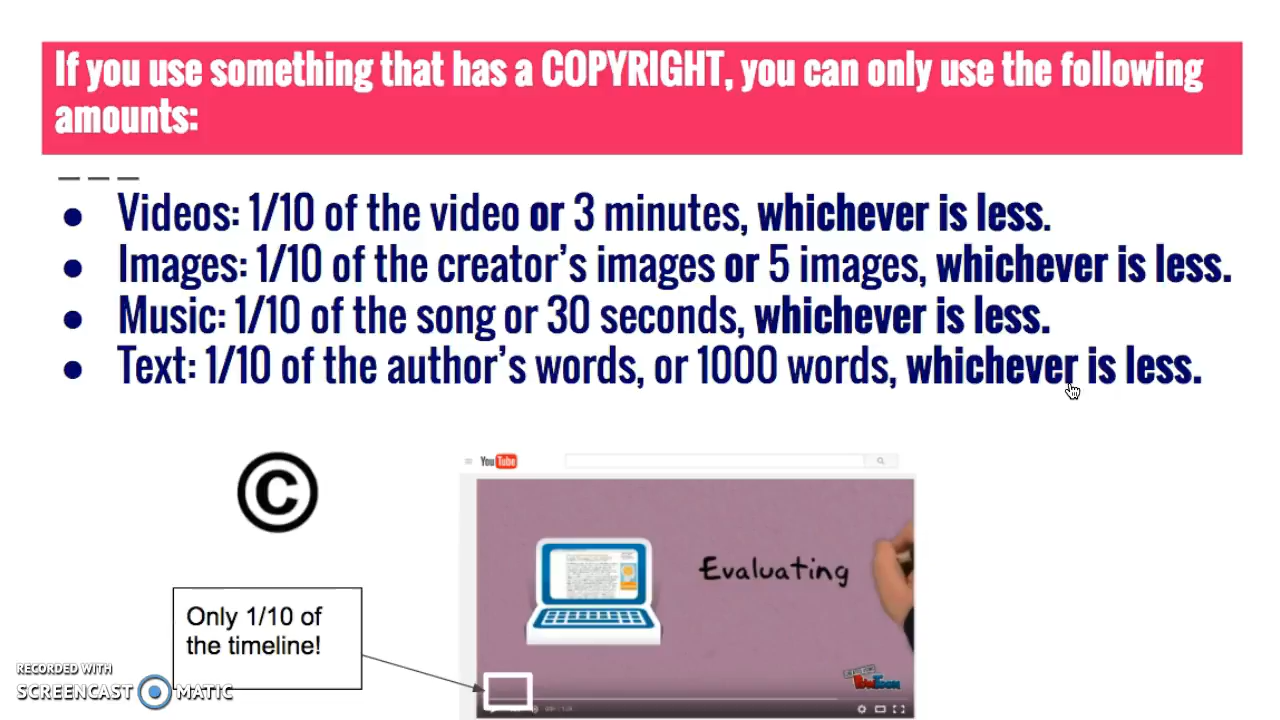 If you use something that has a COPYRIGHT, you can only use the following
amounts:
● Videos: 1/10 of the video or 3 minutes, whichever is less.
● Images: 1/10 of the creator’s images or 5 images, whichever is less.
● Music: 1/10 of the song or 30 seconds, whichever is less.
● Text: 1/10 of the author’s words, or 1000 words, whichever is less.
©
YouTube
Evaluating
Only 1/10 of
the timeline!
RECORDED WITH
SCREENCAST MATIC
PowToon